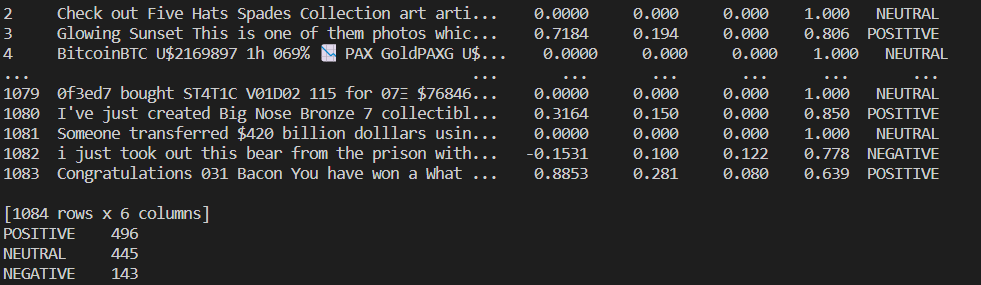 2 Check out Five Hats Spades Collection art arti... 0.0000 0.000 0.000 1.000 NEUTRAL
3 Glowing Sunset This is one of them photos whic... 0.7184 0.194 0.000 0.806 POSITIVE
4 BitcoinBTC U$2169897 1h 069% 📉 PAX GoldPAXG U$... 0.0000 0.000 0.000 1.000 NEUTRAL
... ... ... ... ... ... ...
1079 0f3ed7 bought ST4T1C V01D02 115 for 07Ξ $76846... 0.0000 0.000 0.000 1.000 NEUTRAL
1080 I've just created Big Nose Bronze 7 collectibl... 0.3164 0.150 0.000 0.850 POSITIVE
1081 Someone transferred $420 billion dolllars usin... 0.0000 0.000 0.000 1.000 NEUTRAL
1082 i just took out this bear from the prison with... -0.1531 0.100 0.122 0.778 NEGATIVE
1083 Congratulations 031 Bacon You have won a What ... 0.8853 0.281 0.080 0.639 POSITIVE
[1084 rows x 6 columns]
POSITIVE 496
NEUTRAL 445
NEGATIVE 143